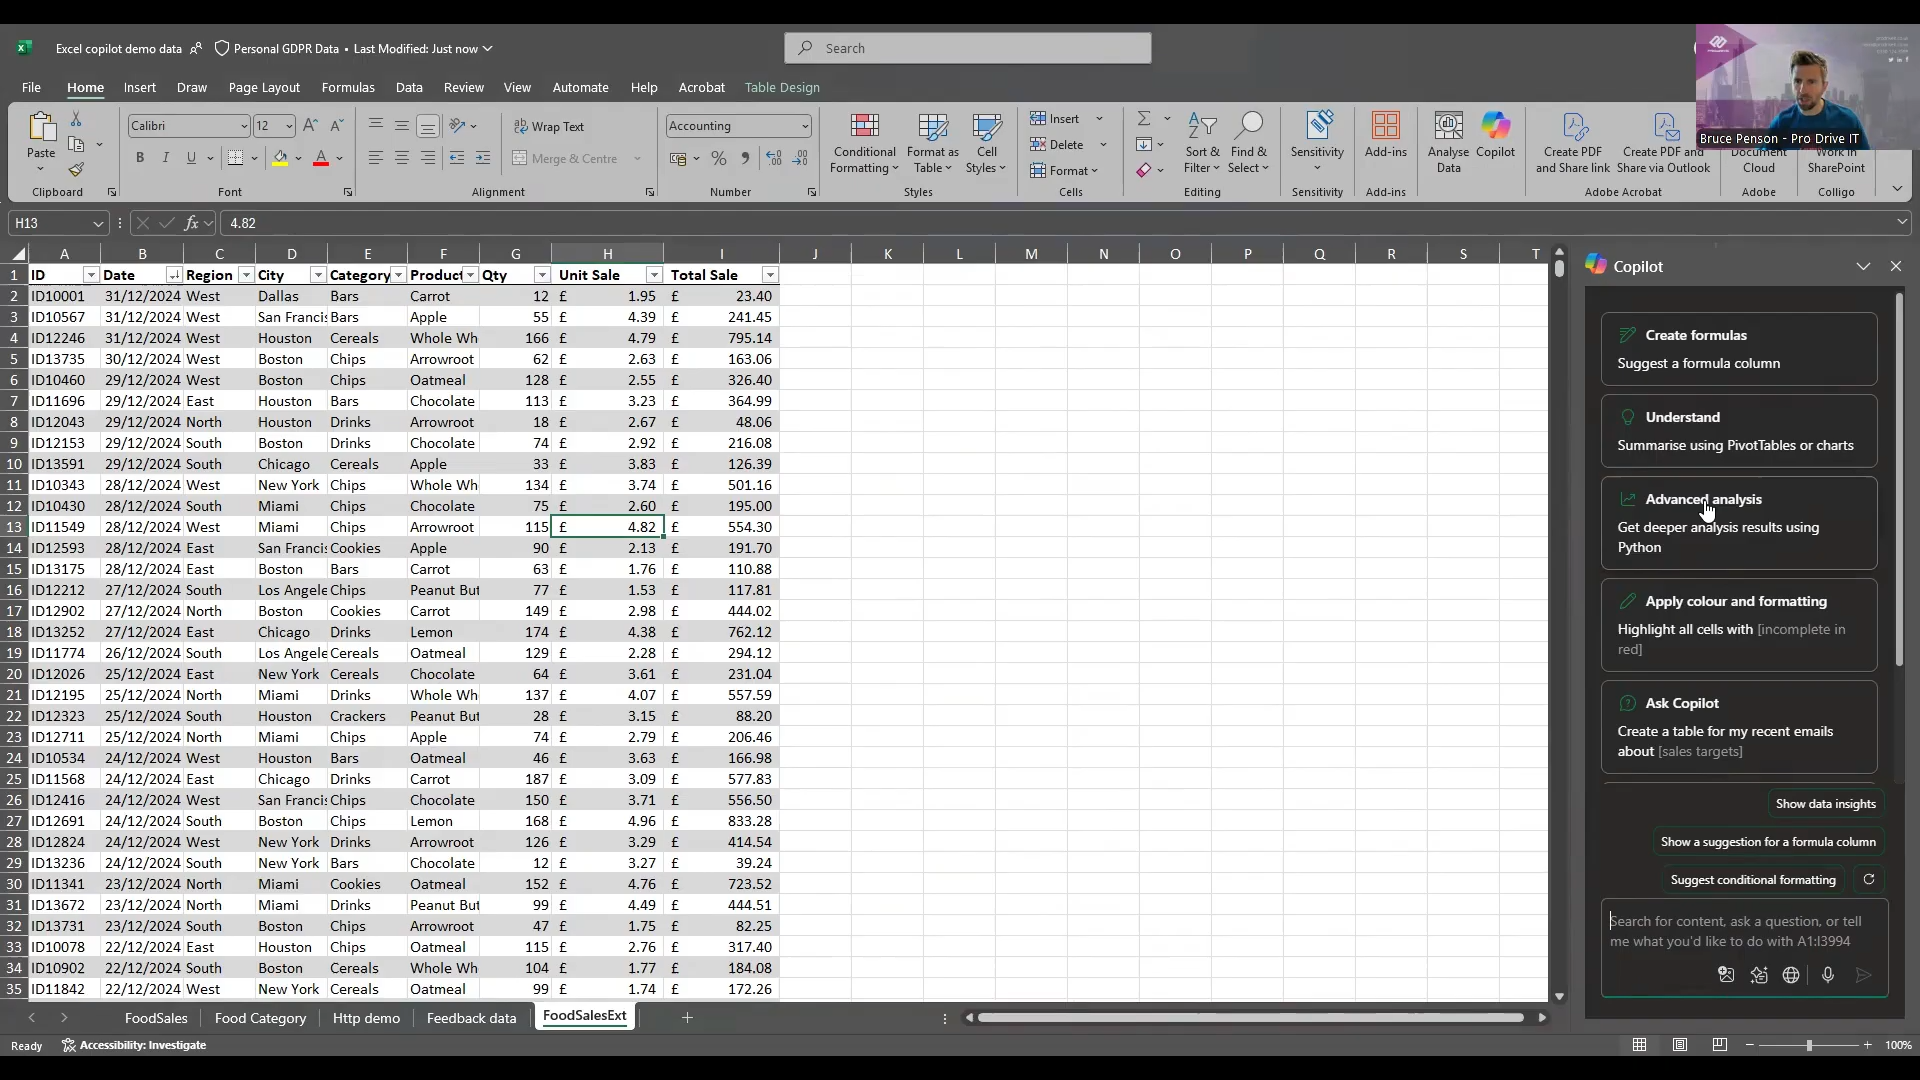 Excel copilot demo data
Personal GDPR Data • Last Modified: Just now
Search
File Home Insert Draw Page Layout Formulas Data Review View Automate Help Acrobat Table Design
Bruce Penson - Pro Drive IT
Paste
Calibri 12
B I U
Wrap Text
Merge & Centre
Accounting
Conditional Formatting
Format as Table
Cell Styles
Insert
Delete
Format
Sort & Filter
Find & Select
Sensitivity
Add-ins
Analyse Data
Copilot
Create PDF and Share link
Create PDF and Share via Outlook
Document Cloud
Work in SharePoint
Clipboard Font Alignment Number Styles Cells Editing Sensitivity Add-ins Adobe Acrobat Adobe Colligo
H13 fx 4.82
A B C D E F G H I J K L M N O P Q R S T
1 ID Date Region City Category Product Qty Unit Sale Total Sale
2 ID10001 31/12/2024 West Dallas Bars Carrot 12 £ 1.95 £ 23.40
3 ID10567 31/12/2024 West San Francis Bars Apple 55 £ 4.39 £ 241.45
4 ID12246 31/12/2024 West Houston Cereals Whole Wh 166 £ 4.79 £ 795.14
5 ID13735 30/12/2024 West Boston Chips Arrowroot 62 £ 2.63 £ 163.06
6 ID10460 29/12/2024 West Boston Chips Oatmeal 128 £ 2.55 £ 326.40
7 ID11696 29/12/2024 East Houston Bars Chocolate 113 £ 3.23 £ 364.99
8 ID12043 29/12/2024 North Houston Drinks Arrowroot 18 £ 2.67 £ 48.06
9 ID12153 29/12/2024 South Boston Drinks Chocolate 74 £ 2.92 £ 216.08
10 ID13591 29/12/2024 South Chicago Cereals Apple 33 £ 3.83 £ 126.39
11 ID10343 28/12/2024 West New York Chips Whole Wh 134 £ 3.74 £ 501.16
12 ID10430 28/12/2024 South Miami Chips Chocolate 75 £ 2.60 £ 195.00
13 ID11549 28/12/2024 West Miami Chips Arrowroot 115 £ 4.82 £ 554.30
14 ID12593 28/12/2024 East San Francis Cookies Apple 90 £ 2.13 £ 191.70
15 ID13175 28/12/2024 East Boston Bars Carrot 63 £ 1.76 £ 110.88
16 ID12212 27/12/2024 South Los Angele Chips Peanut But 77 £ 1.53 £ 117.81
17 ID12902 27/12/2024 North Boston Cookies Carrot 149 £ 2.98 £ 444.02
18 ID13252 27/12/2024 East Chicago Drinks Lemon 174 £ 4.38 £ 762.12
19 ID11774 26/12/2024 South Los Angele Cereals Oatmeal 129 £ 2.28 £ 294.12
20 ID12026 25/12/2024 East New York Cereals Chocolate 64 £ 3.61 £ 231.04
21 ID12195 25/12/2024 North Miami Drinks Whole Wh 137 £ 4.07 £ 557.59
22 ID12323 25/12/2024 South Houston Crackers Peanut But 28 £ 3.15 £ 88.20
23 ID12711 25/12/2024 North Miami Chips Apple 74 £ 2.79 £ 206.46
24 ID10534 24/12/2024 West Houston Bars Oatmeal 46 £ 3.63 £ 166.98
25 ID11568 24/12/2024 East Chicago Drinks Carrot 187 £ 3.09 £ 577.83
26 ID12416 24/12/2024 West San Francis Chips Chocolate 150 £ 3.71 £ 556.50
27 ID12691 24/12/2024 South Boston Chips Lemon 168 £ 4.96 £ 833.28
28 ID12824 24/12/2024 West New York Drinks Arrowroot 126 £ 3.29 £ 414.54
29 ID13236 24/12/2024 South New York Bars Chocolate 12 £ 3.27 £ 39.24
30 ID11341 23/12/2024 North Miami Cookies Oatmeal 152 £ 4.76 £ 723.52
31 ID13672 23/12/2024 North Miami Drinks Peanut But 99 £ 4.49 £ 444.51
32 ID13731 23/12/2024 South Boston Chips Arrowroot 47 £ 1.75 £ 82.25
33 ID10078 22/12/2024 East Houston Chips Oatmeal 115 £ 2.76 £ 317.40
34 ID10902 22/12/2024 South Boston Cereals Whole Wh 104 £ 1.77 £ 184.08
35 ID11842 22/12/2024 West New York Cereals Oatmeal 99 £ 1.74 £ 172.26
Copilot
Create formulas
Suggest a formula column
Understand
Summarise using PivotTables or charts
Advanced analysis
Get deeper analysis results using
Python
Apply colour and formatting
Highlight all cells with [incomplete in
red]
Ask Copilot
Create a table for my recent emails
about [sales targets]
Show data insights
Show a suggestion for a formula column
Suggest conditional formatting
Search for content, ask a question, or tell
me what you'd like to do with A1:I3994
FoodSales Food Category Http demo Feedback data FoodSalesExt
Ready Accessibility: Investigate
100%